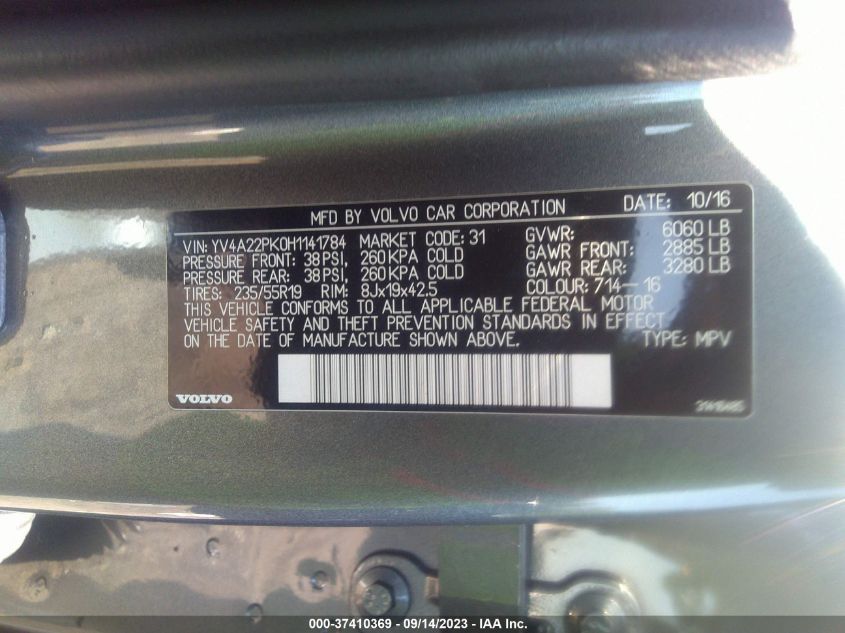 MFD BY VOLVO CAR CORPORATION DATE: 10/16
VIN: YV4A22PK0H1141784 MARKET CODE: 31 GVWR: 6060 LB
PRESSURE FRONT: 38 PSI, 260 KPA COLD GAWR FRONT: 2885 LB
PRESSURE REAR: 38 PSI, 260 KPA COLD GAWR REAR: 3280 LB
TIRES: 235/55R19 RIM: 8Jx19x42.5 COLOUR: 714-16
THIS VEHICLE CONFORMS TO ALL APPLICABLE FEDERAL MOTOR
VEHICLE SAFETY AND THEFT PREVENTION STANDARDS IN EFFECT
ON THE DATE OF MANUFACTURE SHOWN ABOVE. TYPE: MPV
VOLVO
000-37410369 - 09/14/2023 - IAA Inc.